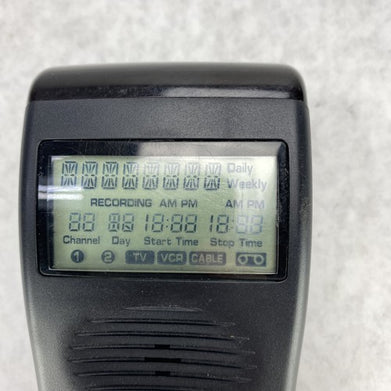 Daily
Weekly
RECORDING AM PM AM PM
88 18:88 18:88
Channel Day Start Time Stop Time
1 2 TV VCR CABLE